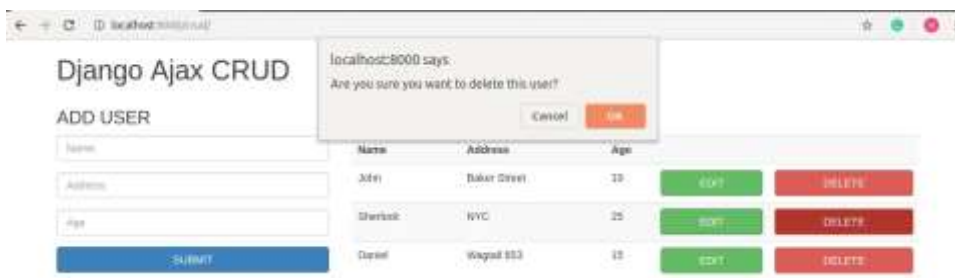 localhost:8000/crud/
Django Ajax CRUD
localhost:8000 says
Are you sure you want to delete this user?
Cancel OK
ADD USER
Name
Address
Age
SUBMIT
Name Address Age
John Baker Street EDIT DELETE
Sherlock NYC 25 EDIT DELETE
Daniel 15 EDIT DELETE